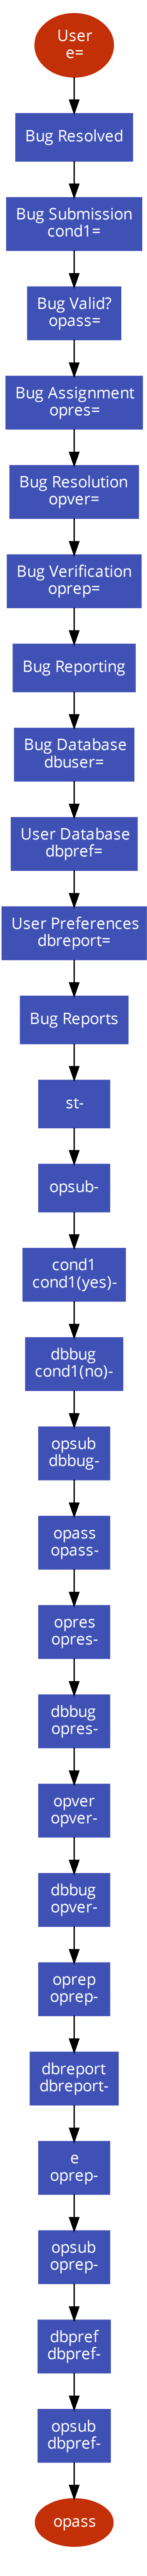 User
e=
Bug Resolved
Bug Submission
cond1=
Bug Valid?
opass=
Bug Assignment
opres=
Bug Resolution
opver=
Bug Verification
oprep=
Bug Reporting
Bug Database
dbuser=
User Database
dbpref=
User Preferences
dbreport=
Bug Reports
st-
opsub-
cond1
cond1(yes)-
dbbug
cond1(no)-
opsub
dbbug-
opass
opass-
opres
opres-
dbbug
opres-
opver
opver-
dbbug
opver-
oprep
oprep-
dbreport
dbreport-
e
oprep-
opsub
oprep-
dbpref
dbpref-
opsub
dbpref-
opass